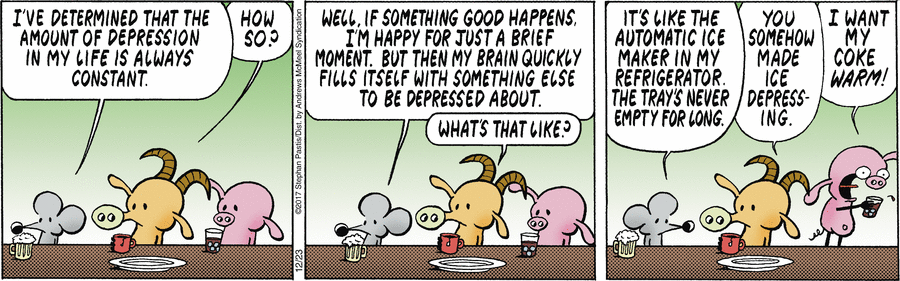 I'VE DETERMINED THAT THE
AMOUNT OF DEPRESSION
IN MY LIFE IS ALWAYS
CONSTANT.
HOW
SO?
©2017 Stephan Pastis/Dist. by Andrews McMeel Syndication
12/23
WELL, IF SOMETHING GOOD HAPPENS,
I'M HAPPY FOR JUST A BRIEF
MOMENT. BUT THEN MY BRAIN QUICKLY
FILLS ITSELF WITH SOMETHING ELSE
TO BE DEPRESSED ABOUT.
WHAT'S THAT LIKE?
IT'S LIKE THE
AUTOMATIC ICE
MAKER IN MY
REFRIGERATOR.
THE TRAY'S NEVER
EMPTY FOR LONG.
YOU
SOMEHOW
MADE
ICE
DEPRESS-
ING.
I WANT
MY
COKE
WARM!